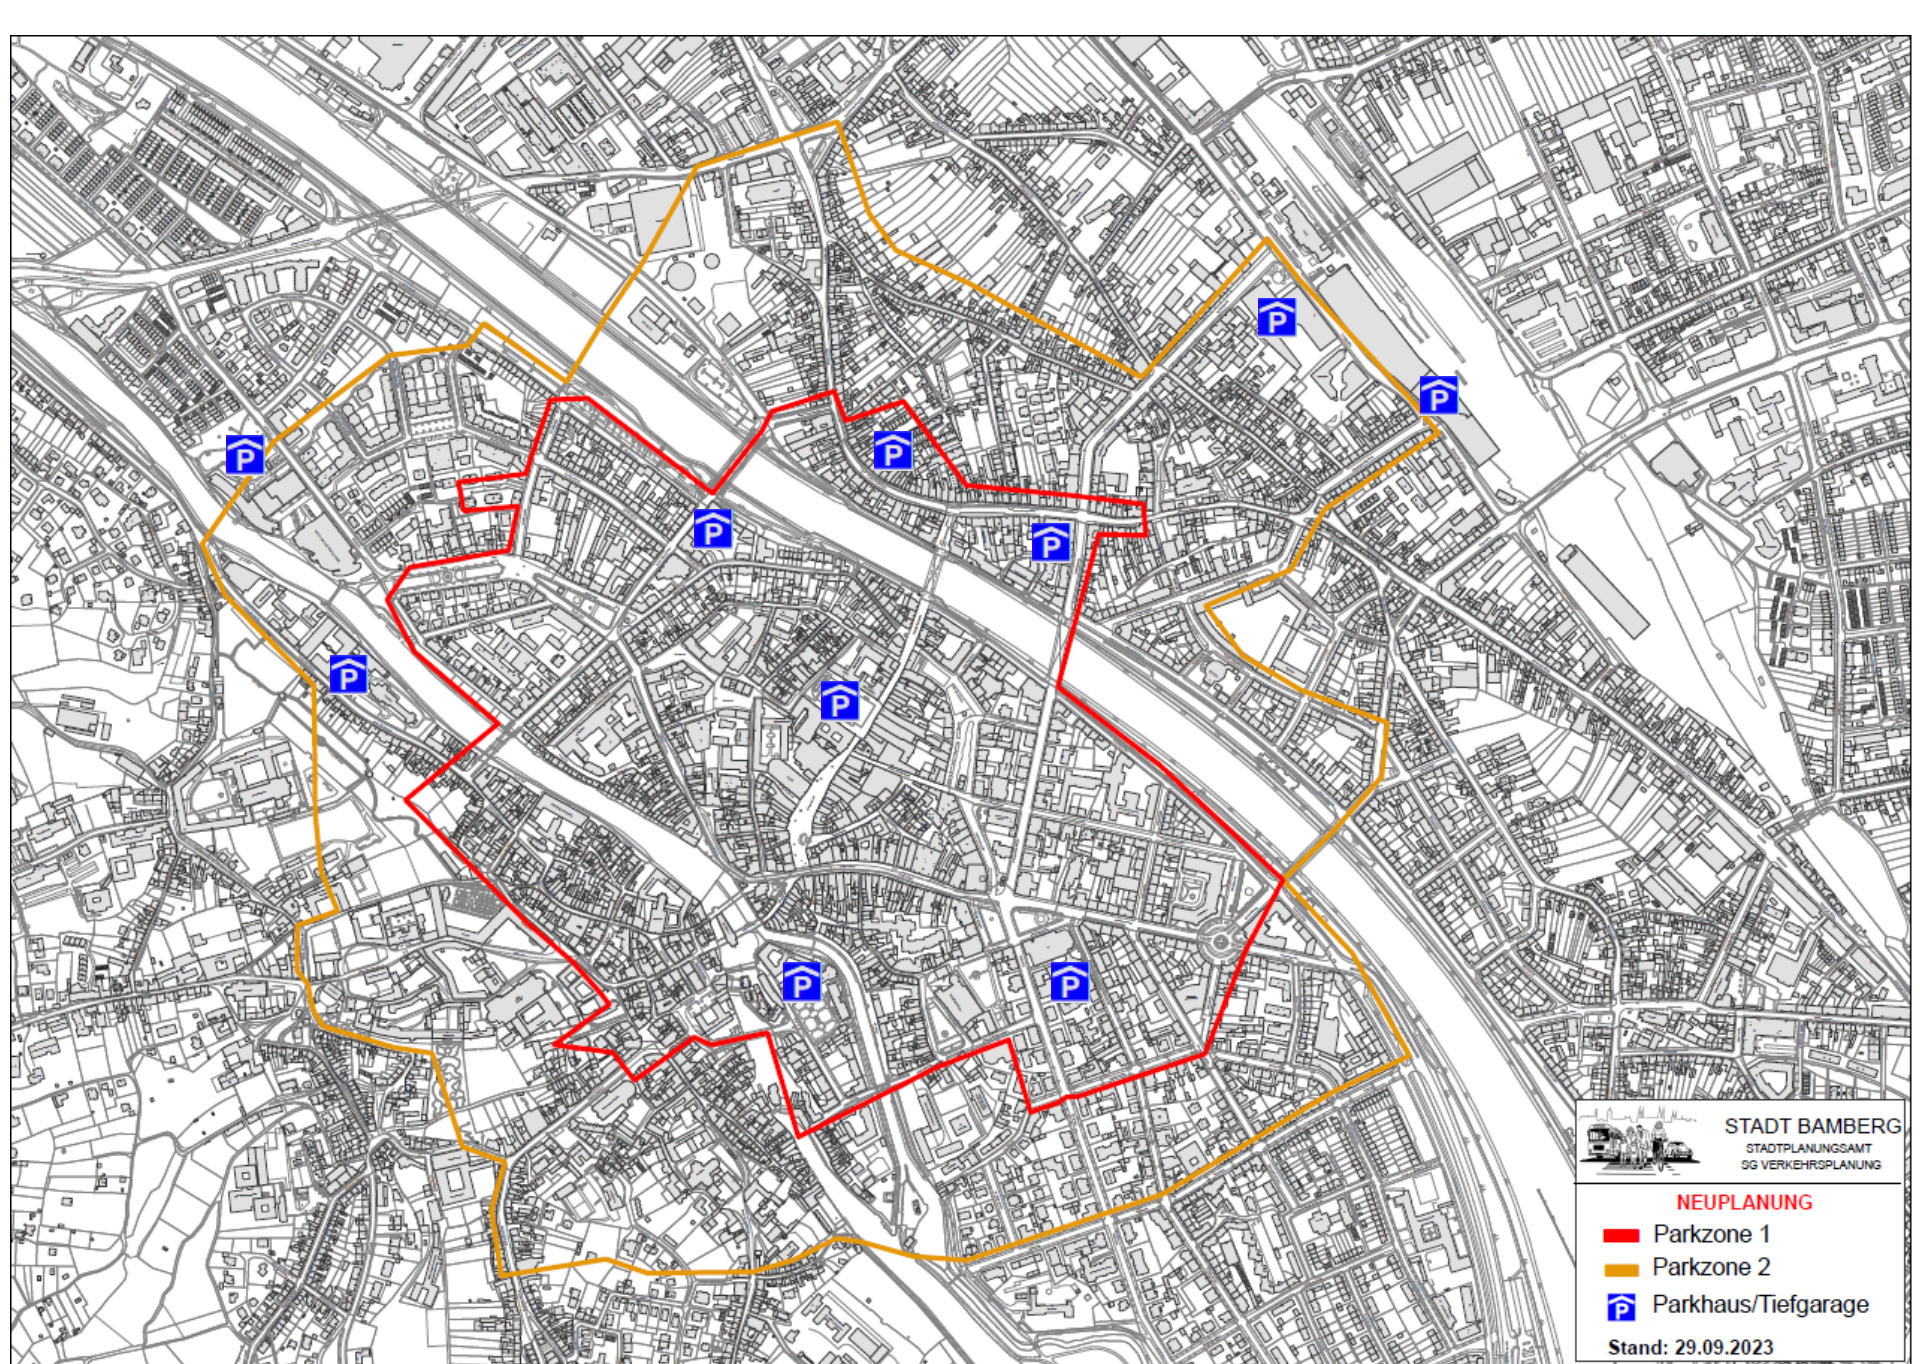 P
P
P
P
P
P
P
P
P
P
STADT BAMBERG
STADTPLANUNGSAMT
SG VERKEHRSPLANUNG
NEUPLANUNG
Parkzone 1
Parkzone 2
P Parkhaus/Tiefgarage
Stand: 29.09.2023